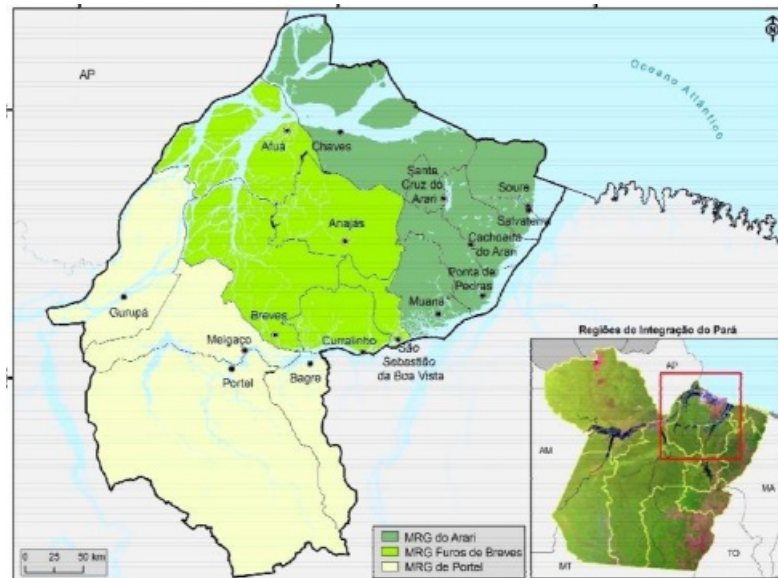 AP
N
Oceano Atlântico
Afuá
Chaves
Santa
Cruz do
Arari
Soure
Salvaterra
Anajás
Cachoeira
do Arari
Ponta de
Pedras
Muaná
Gurupá
Breves
Melgaço
Curralinho
São
Sebastião
da Boa Vista
Portel
Bagre
Regiões de Integração do Pará
AP
AM
MA
MT
TO
0 25 50 km
MRG do Arari
MRG Furos de Breves
MRG de Portel